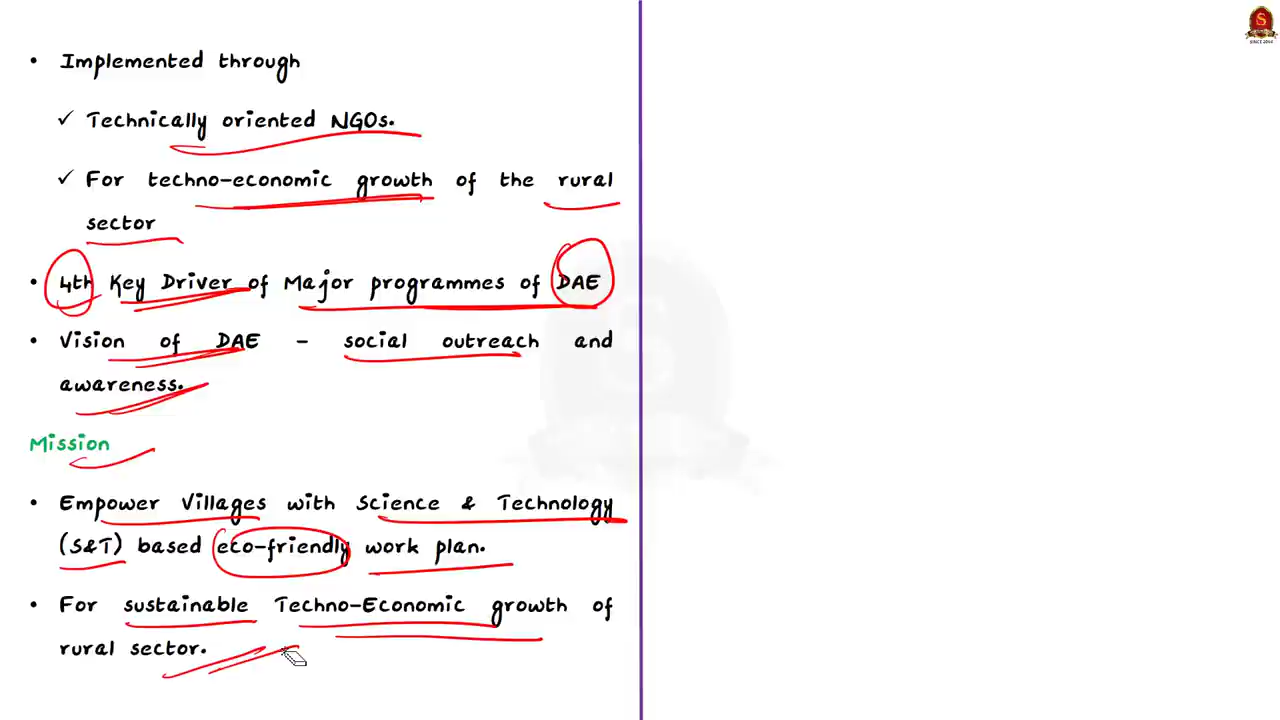 • Implemented through
✓ Technically oriented NGOs.
✓ For techno-economic growth of the rural
sector
• 4th Key Driver of Major programmes of DAE
• Vision of DAE – social outreach and
awareness.
Mission
• Empower Villages with Science & Technology
(S&T) based eco-friendly work plan.
• For sustainable Techno-Economic growth of
rural sector.
S